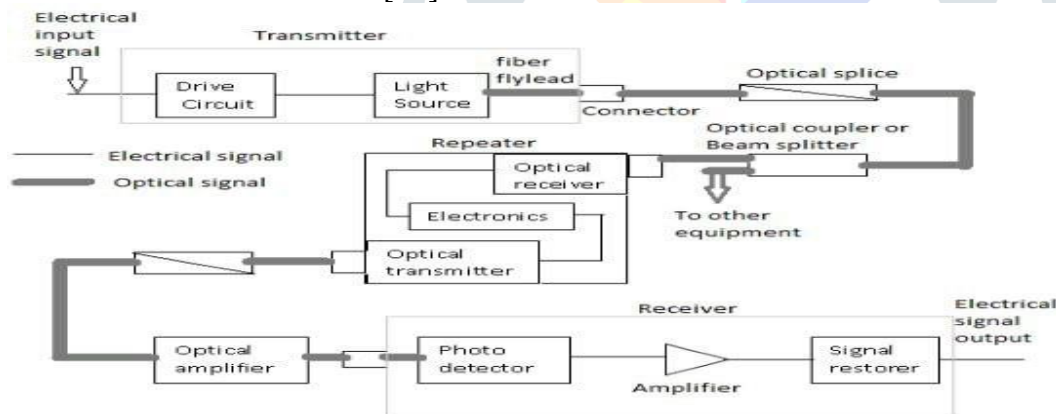 Electrical
input
signal
Transmitter
Drive
Circuit
Light
Source
fiber
flylead
Connector
Optical splice
Optical coupler or
Beam splitter
Electrical signal
Optical signal
Repeater
Optical
receiver
Electronics
Optical
transmitter
To other
equipment
Optical
amplifier
Receiver
Photo
detector
Amplifier
Signal
restorer
Electrical
signal
output